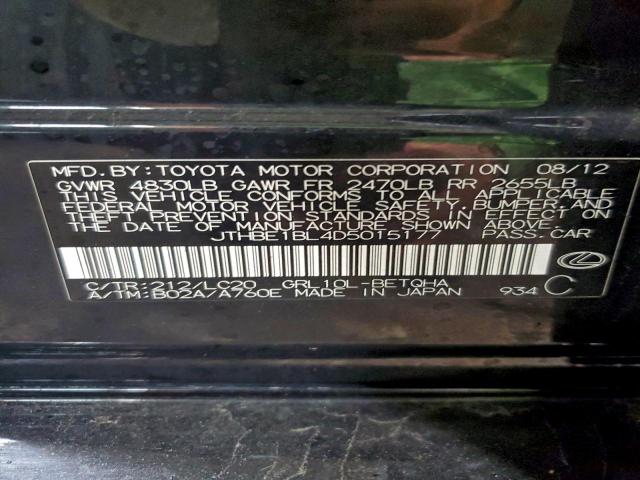 MFD.BY:TOYOTA MOTOR CORPORATION 08/12
GVWR 4830LB GAWR FR 2470LB RR 2655LB
THIS VEHICLE CONFORMS TO ALL APPLICABLE
FEDERAL MOTOR VEHICLE SAFETY,BUMPER,AND
THEFT PREVENTION STANDARDS IN EFFECT ON
THE DATE OF MANUFACTURE SHOWN ABOVE.
JTHBE1BL4D5015177 PASS.CAR
C/TR:212/LC20 GRL10L-BETQHA
A/TM:B02A/A760E MADE IN JAPAN 934 C